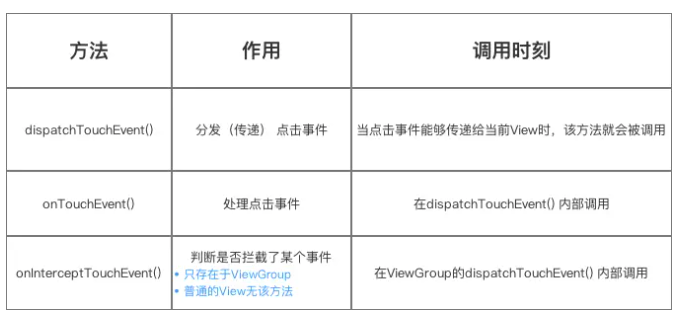 方法 作用 调用时刻
dispatchTouchEvent() 分发（传递） 点击事件 当点击事件能够传递给当前View时，该方法就会被调用
onTouchEvent() 处理点击事件 在dispatchTouchEvent() 内部调用
判断是否拦截了某个事件
onInterceptTouchEvent() • 只存在于ViewGroup 在ViewGroup的dispatchTouchEvent() 内部调用
• 普通的View无该方法